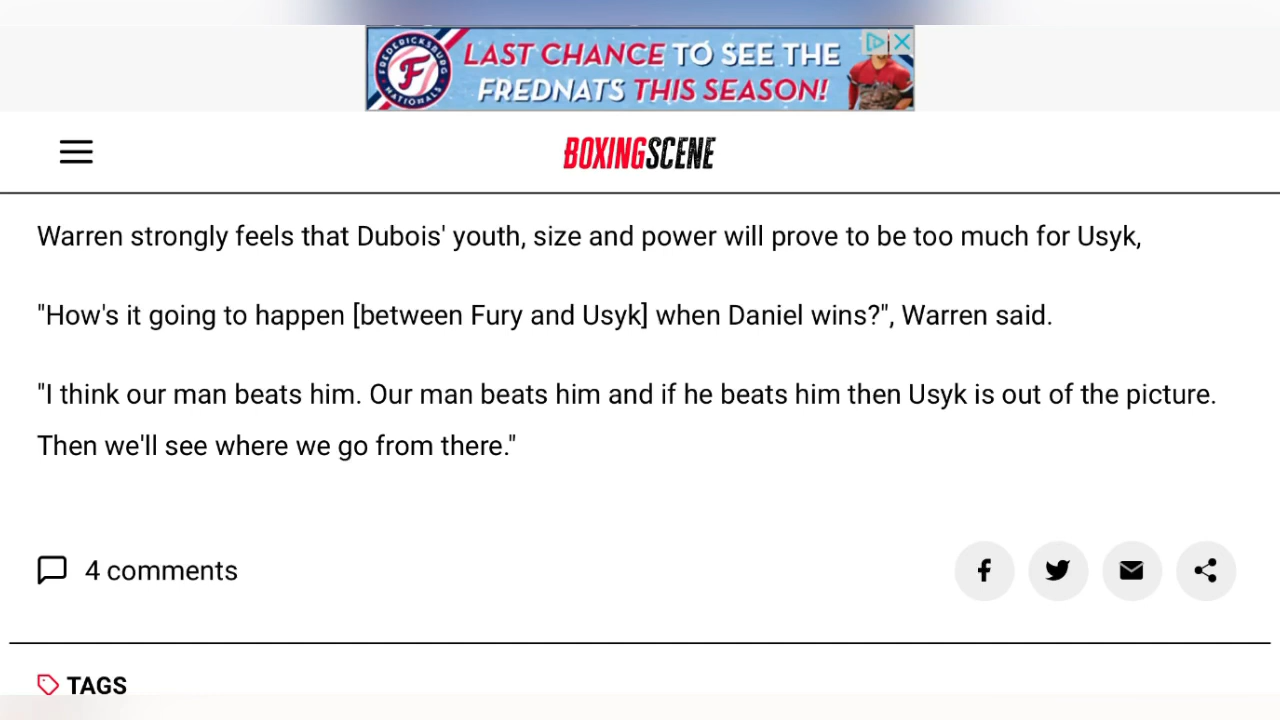 LAST CHANCE TO SEE THE
FREDNATS THIS SEASON!
FREDERICKSBURG
F
NATIONALS
BOXINGSCENE
Warren strongly feels that Dubois' youth, size and power will prove to be too much for Usyk,
"How's it going to happen [between Fury and Usyk] when Daniel wins?", Warren said.
"I think our man beats him. Our man beats him and if he beats him then Usyk is out of the picture.
Then we'll see where we go from there."
4 comments
TAGS